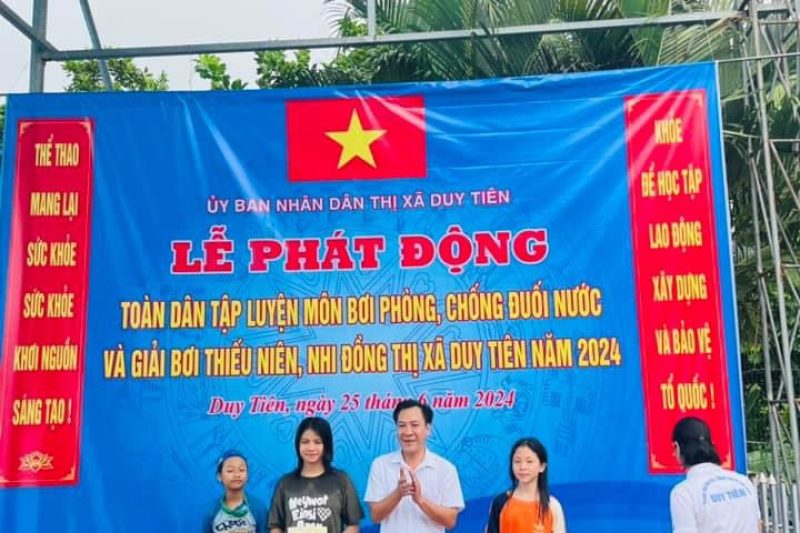 THỂ THAO
MANG LẠI
SỨC KHỎE
SỨC KHỎE
KHƠI NGUỒN
SÁNG TẠO !
ỦY BAN NHÂN DÂN THỊ XÃ DUY TIÊN
LỄ PHÁT ĐỘNG
TOÀN DÂN TẬP LUYỆN MÔN BƠI PHÒNG, CHỐNG ĐUỐI NƯỚC
VÀ GIẢI BƠI THIẾU NIÊN, NHI ĐỒNG THỊ XÃ DUY TIÊN NĂM 2024
Duy Tiên, ngày 25 tháng 6 năm 2024
KHỎE
ĐỂ HỌC TẬP
LAO ĐỘNG
XÂY DỰNG
VÀ BẢO VỆ
TỔ QUỐC !
DUY TIÊN